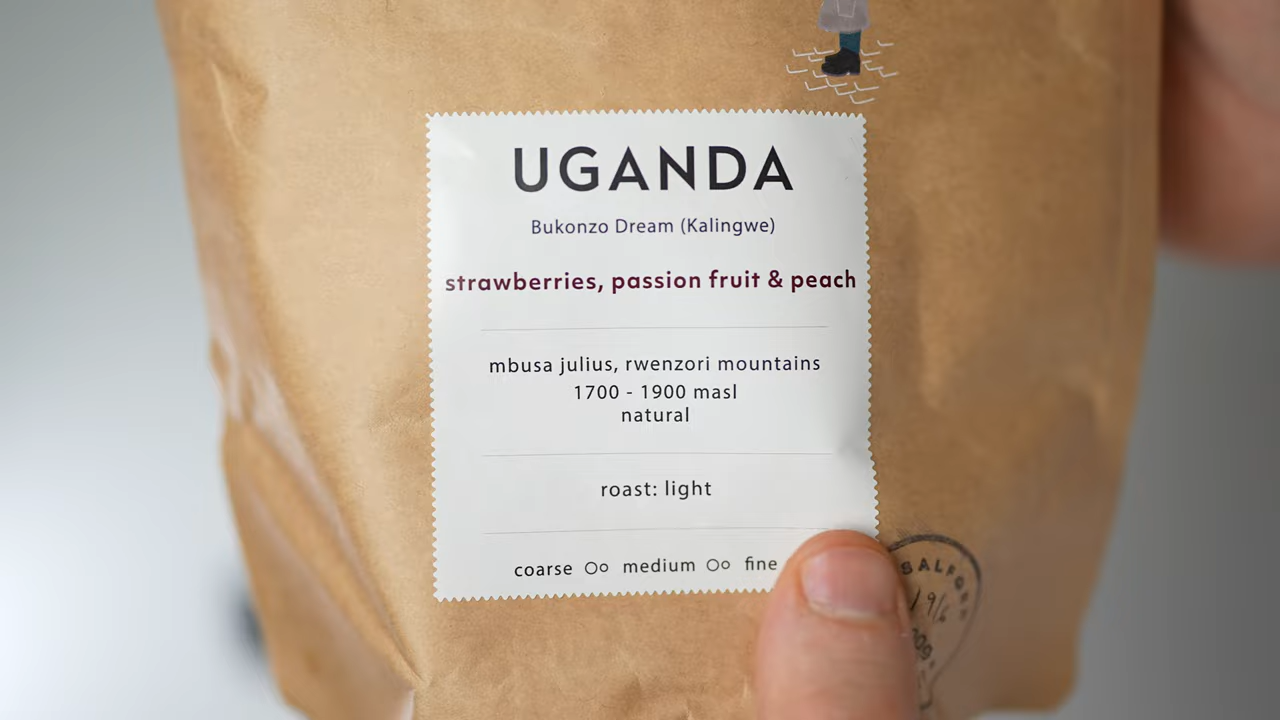 UGANDA
Bukonzo Dream (Kalingwe)
strawberries, passion fruit & peach
mbusa julius, rwenzori mountains
1700 - 1900 masl
natural
roast: light
coarse medium fine
SALFORD